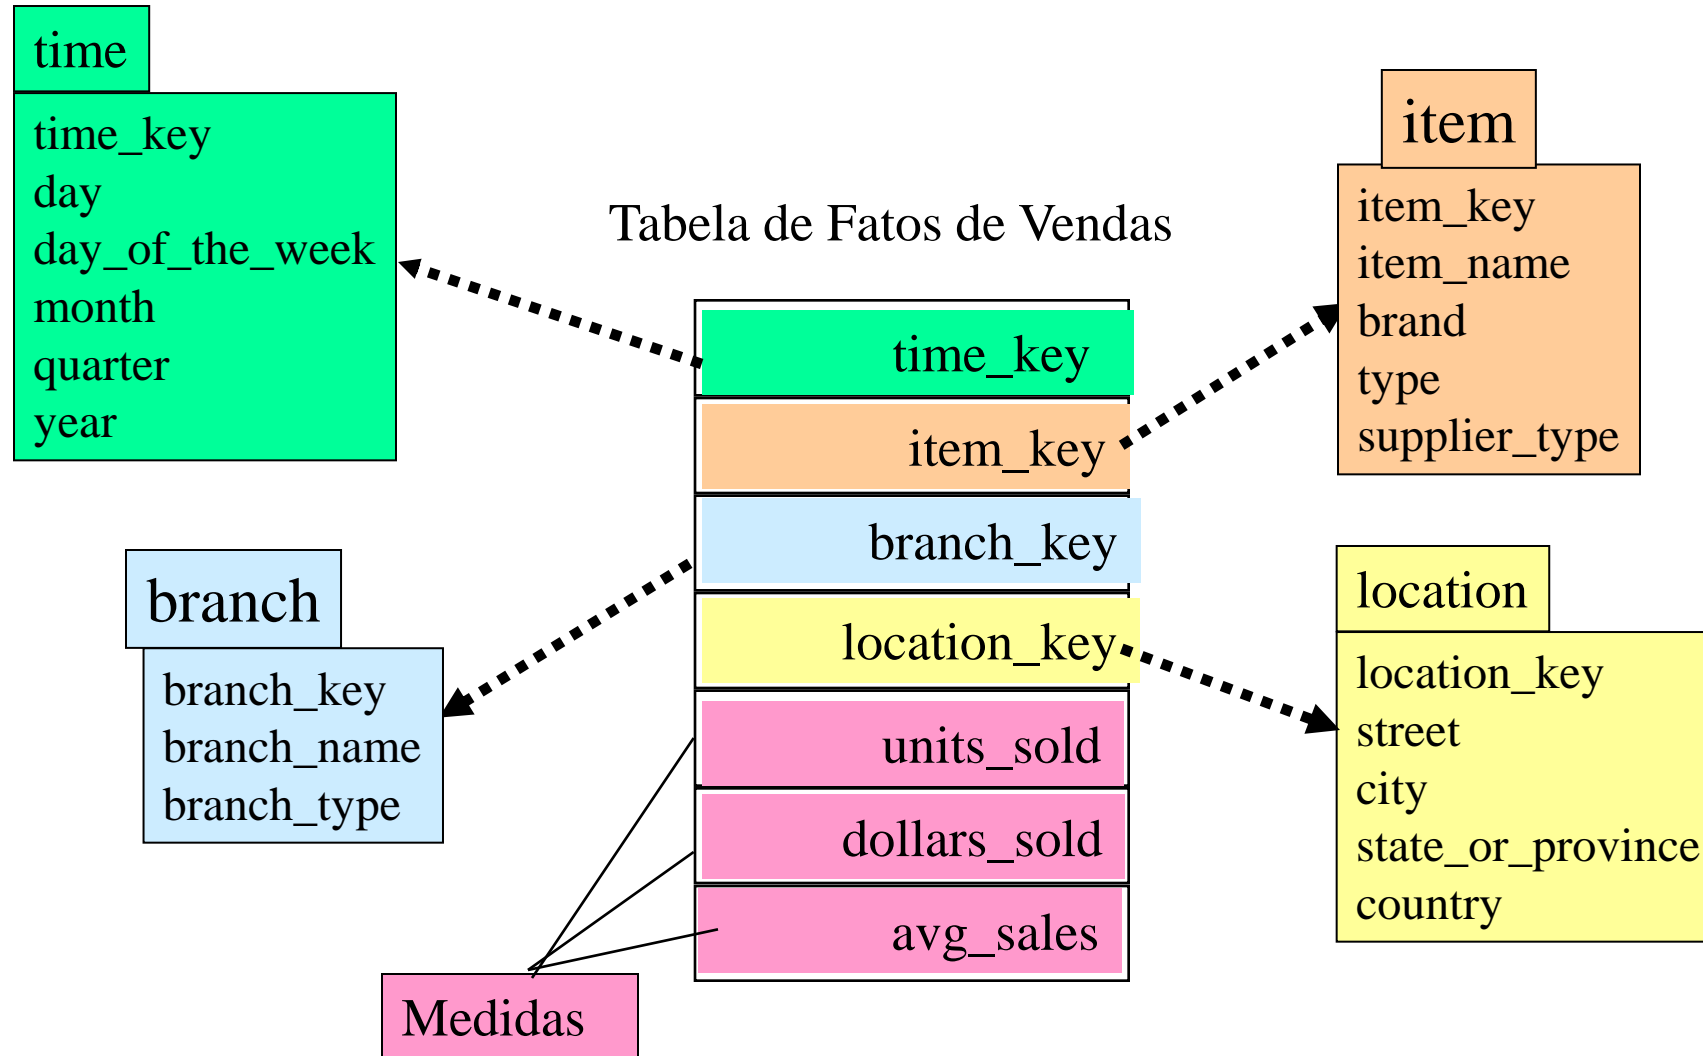 time
time_key
day
day_of_the_week
month
quarter
year
item
item_key
item_name
brand
type
supplier_type
Tabela de Fatos de Vendas
time_key
item_key
branch_key
location_key
units_sold
dollars_sold
avg_sales
branch
branch_key
branch_name
branch_type
location
location_key
street
city
state_or_province
country
Medidas